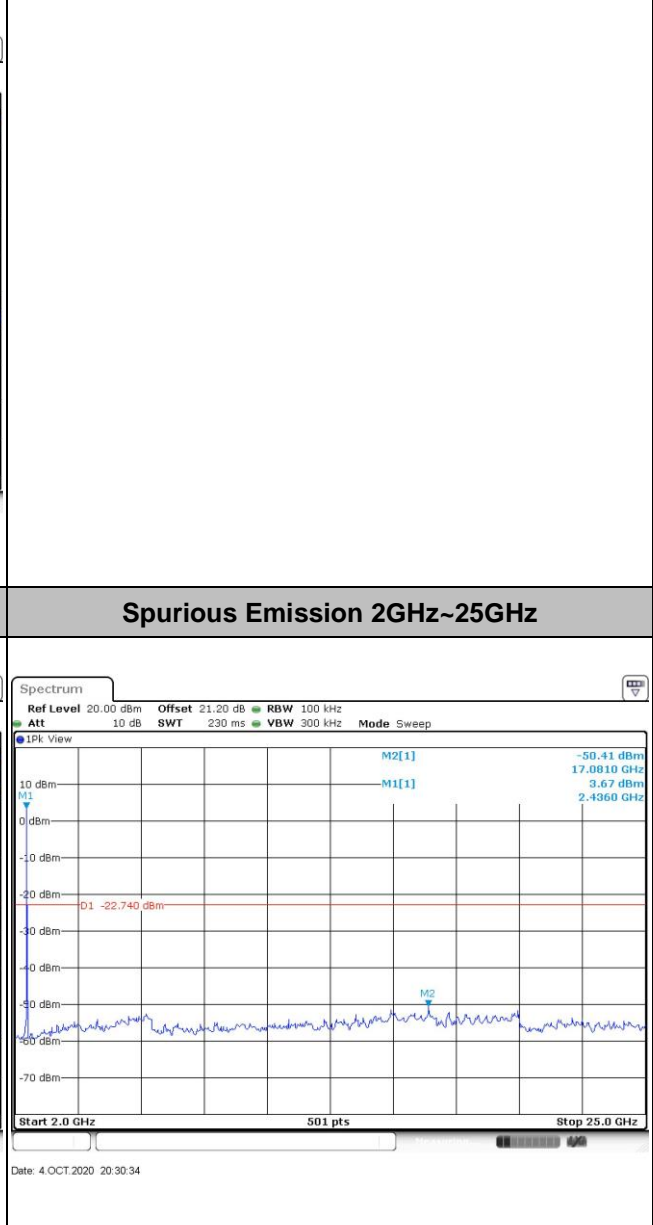 Spurious Emission 2GHz~25GHz
Spectrum
Ref Level 20.00 dBm Offset 21.20 dB RBW 100 kHz
Att 10 dB SWT 230 ms VBW 300 kHz Mode Sweep
1Pk View
M2[1] -50.41 dBm
17.0810 GHz
10 dBm M1[1] 3.67 dBm
M1 2.4360 GHz
0 dBm
-10 dBm
-20 dBm
D1 -22.740 dBm
-30 dBm
-40 dBm
M2
-50 dBm
-60 dBm
-70 dBm
Start 2.0 GHz 501 pts Stop 25.0 GHz
Date: 4.OCT.2020 20:30:34